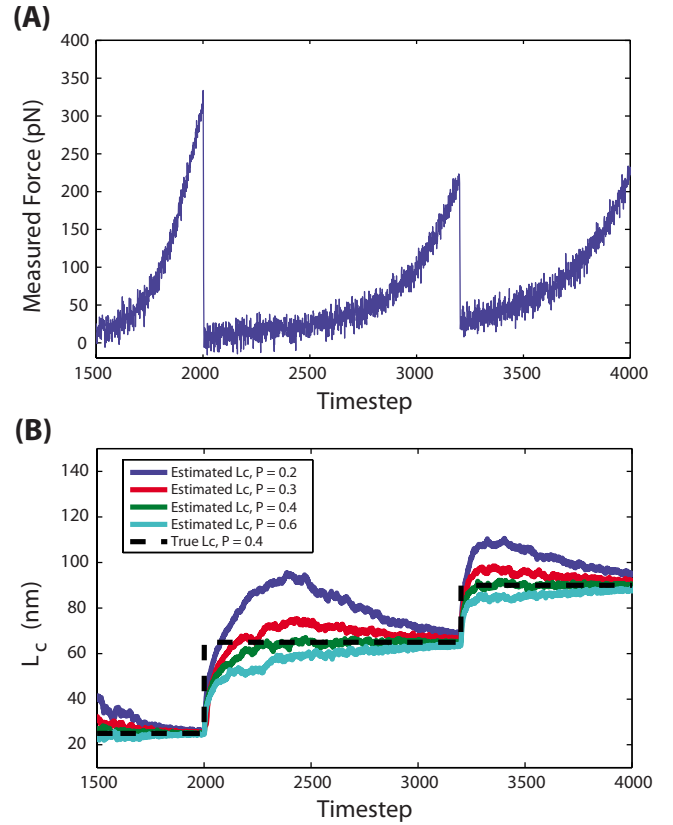 (A)
Measured Force (pN)
400
350
300
250
200
150
100
50
0
1500 2000 2500 3000 3500 4000
Timestep
(B)
L_C (nm)
140
120
100
80
60
40
20
Estimated Lc, P = 0.2
Estimated Lc, P = 0.3
Estimated Lc, P = 0.4
Estimated Lc, P = 0.6
True Lc, P = 0.4
1500 2000 2500 3000 3500 4000
Timestep